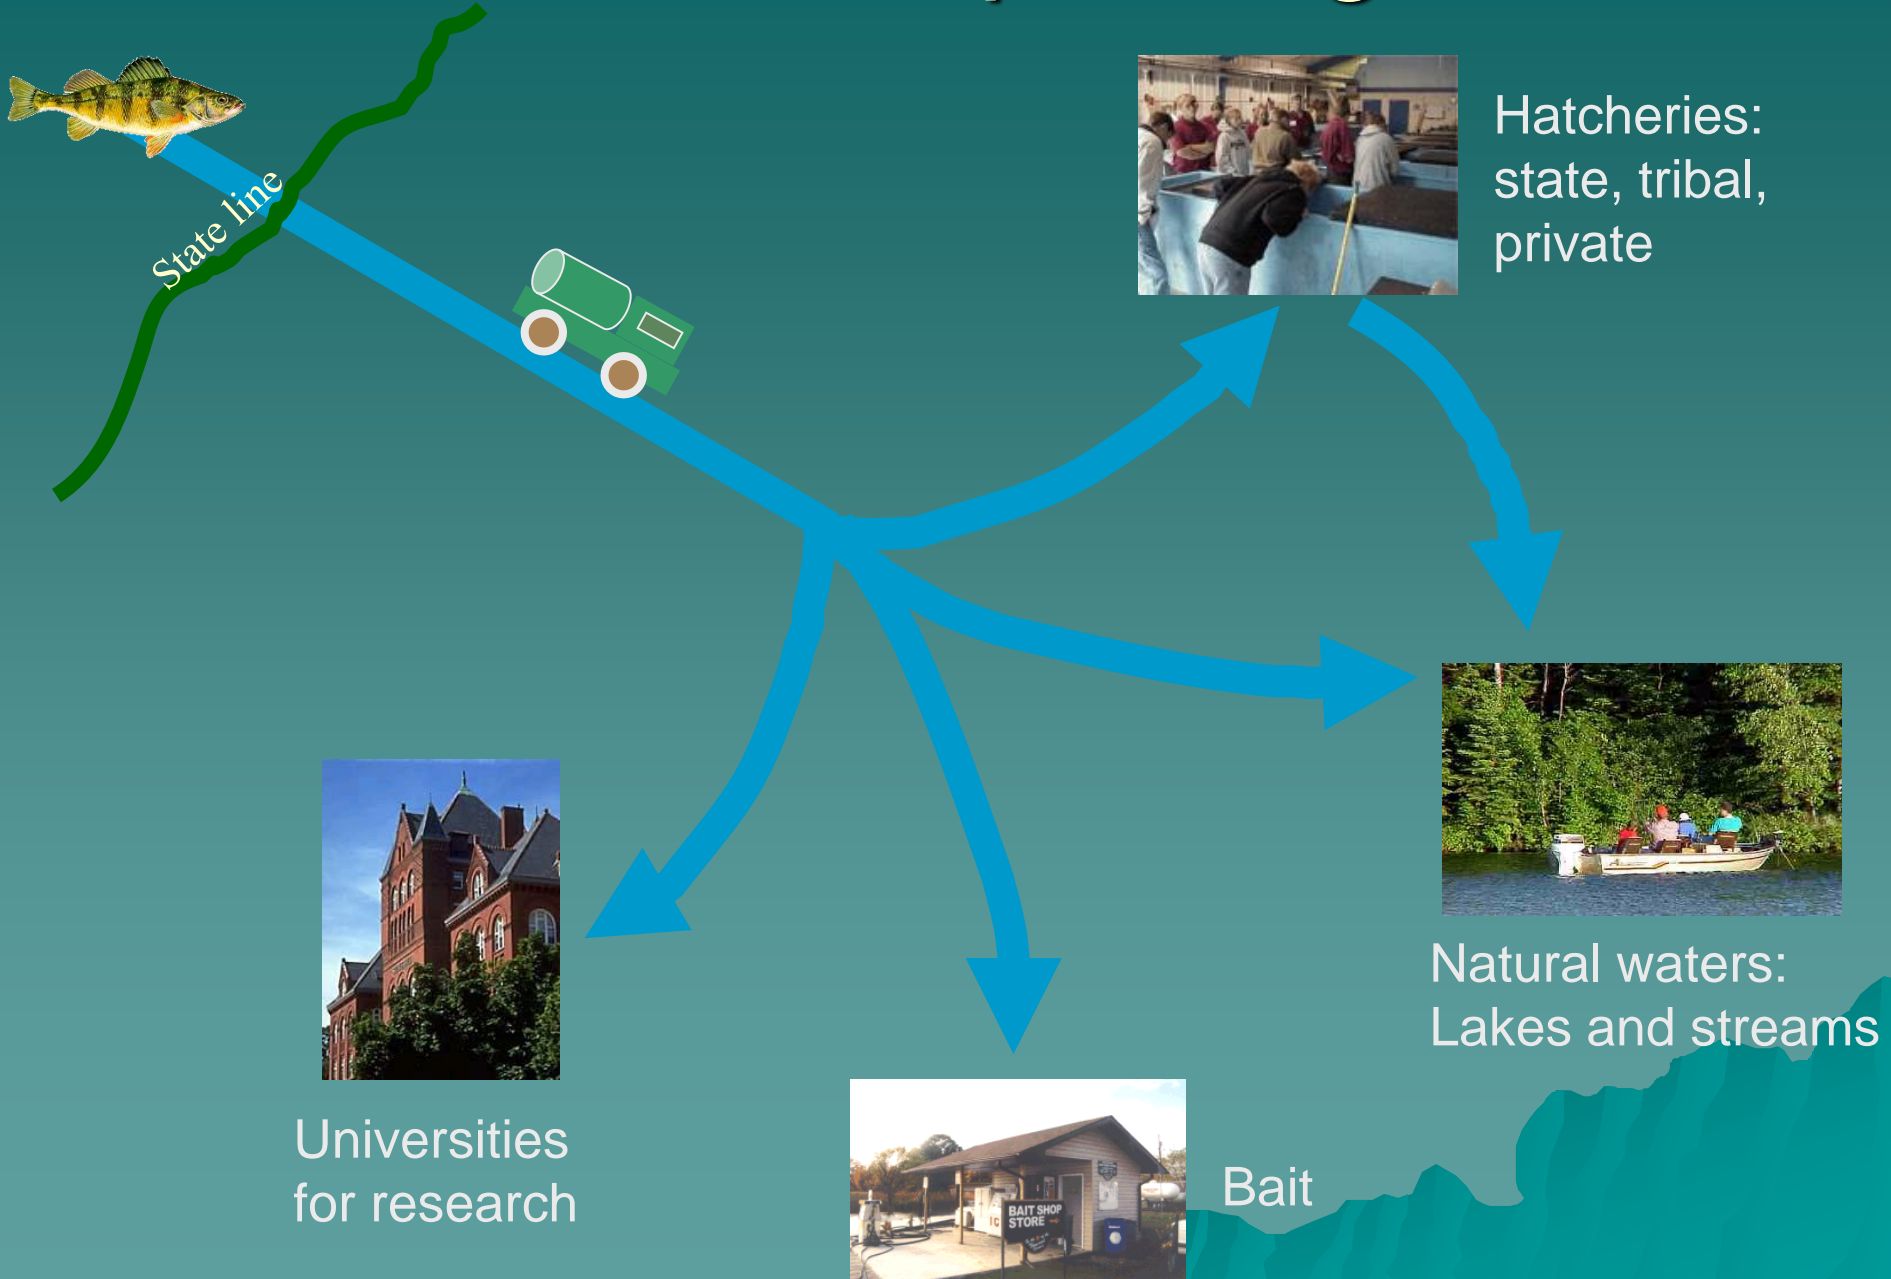 State line
Hatcheries:
state, tribal,
private
Natural waters:
Lakes and streams
Universities
for research
BAIT SHOP
STORE
Bait